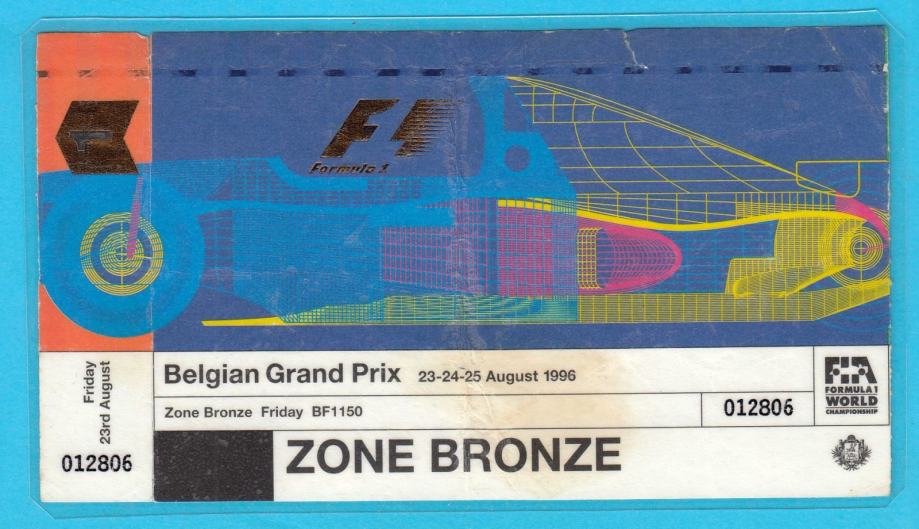 F1
Formula 1
Friday
23rd August
012806
Belgian Grand Prix 23-24-25 August 1996
Zone Bronze Friday BF1150
012806
FIA
FORMULA 1
WORLD
CHAMPIONSHIP
ZONE BRONZE